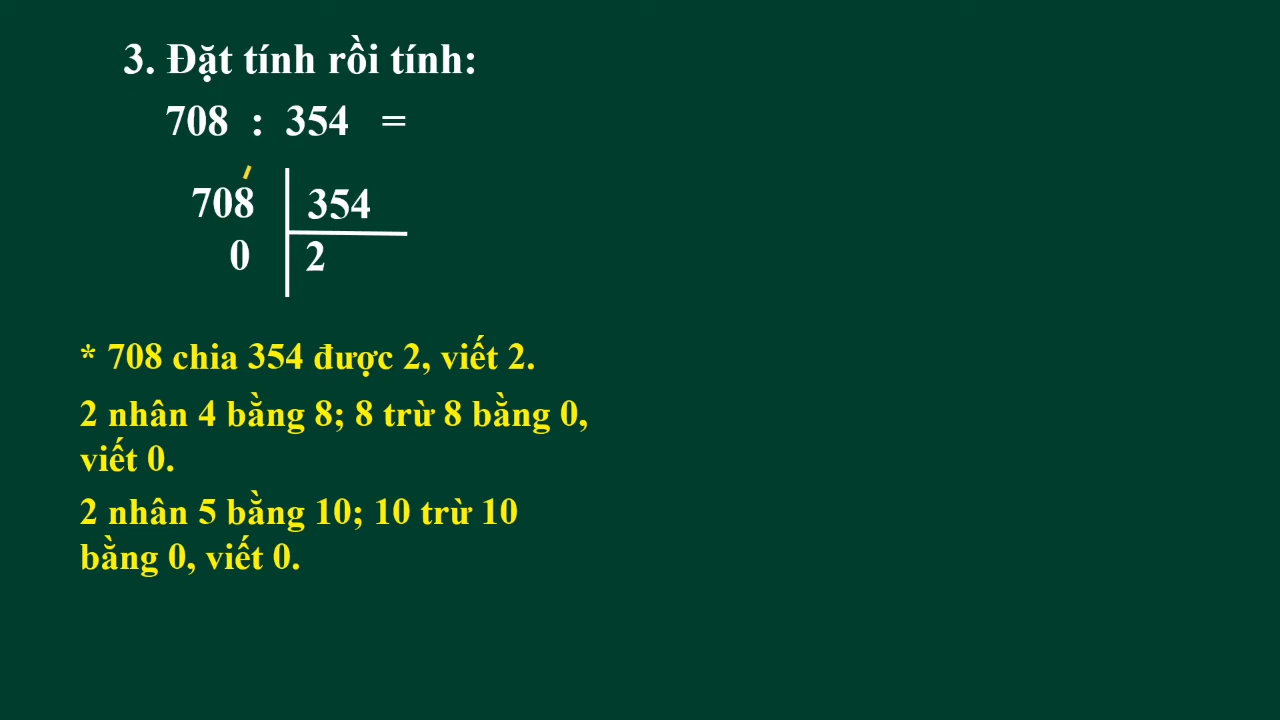 3. Đặt tính rồi tính:
708 : 354 =
708 354
0 2
* 708 chia 354 được 2, viết 2.
2 nhân 4 bằng 8; 8 trừ 8 bằng 0,
viết 0.
2 nhân 5 bằng 10; 10 trừ 10
bằng 0, viết 0.